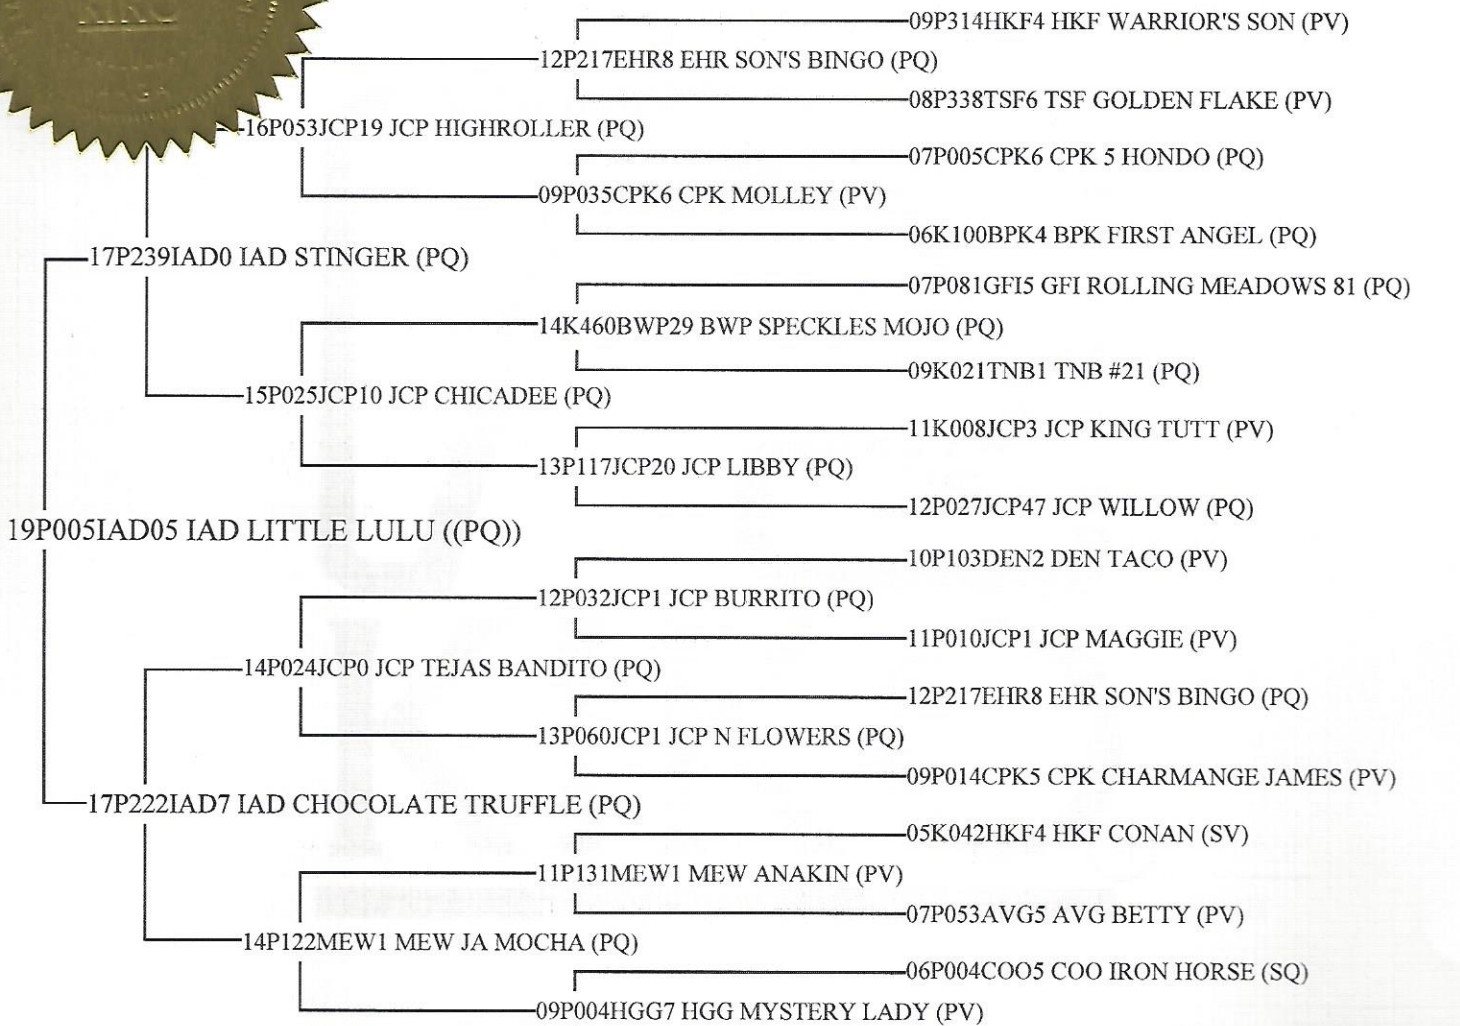 09P314HKF4 HKF WARRIOR'S SON (PV)
12P217EHR8 EHR SON'S BINGO (PQ)
08P338TSF6 TSF GOLDEN FLAKE (PV)
16P053JCP19 JCP HIGHROLLER (PQ)
07P005CPK6 CPK 5 HONDO (PQ)
09P035CPK6 CPK MOLLEY (PV)
06K100BPK4 BPK FIRST ANGEL (PQ)
17P239IAD0 IAD STINGER (PQ)
07P081GFI5 GFI ROLLING MEADOWS 81 (PQ)
14K460BWP29 BWP SPECKLES MOJO (PQ)
09K021TNB1 TNB #21 (PQ)
15P025JCP10 JCP CHICADEE (PQ)
11K008JCP3 JCP KING TUTT (PV)
13P117JCP20 JCP LIBBY (PQ)
12P027JCP47 JCP WILLOW (PQ)
19P005IAD05 IAD LITTLE LULU ((PQ))
10P103DEN2 DEN TACO (PV)
12P032JCP1 JCP BURRITO (PQ)
11P010JCP1 JCP MAGGIE (PV)
14P024JCP0 JCP TEJAS BANDITO (PQ)
12P217EHR8 EHR SON'S BINGO (PQ)
13P060JCP1 JCP N FLOWERS (PQ)
09P014CPK5 CPK CHARMANGE JAMES (PV)
17P222IAD7 IAD CHOCOLATE TRUFFLE (PQ)
05K042HKF4 HKF CONAN (SV)
11P131MEW1 MEW ANAKIN (PV)
07P053AVG5 AVG BETTY (PV)
14P122MEW1 MEW JA MOCHA (PQ)
06P004COO5 COO IRON HORSE (SQ)
09P004HGG7 HGG MYSTERY LADY (PV)